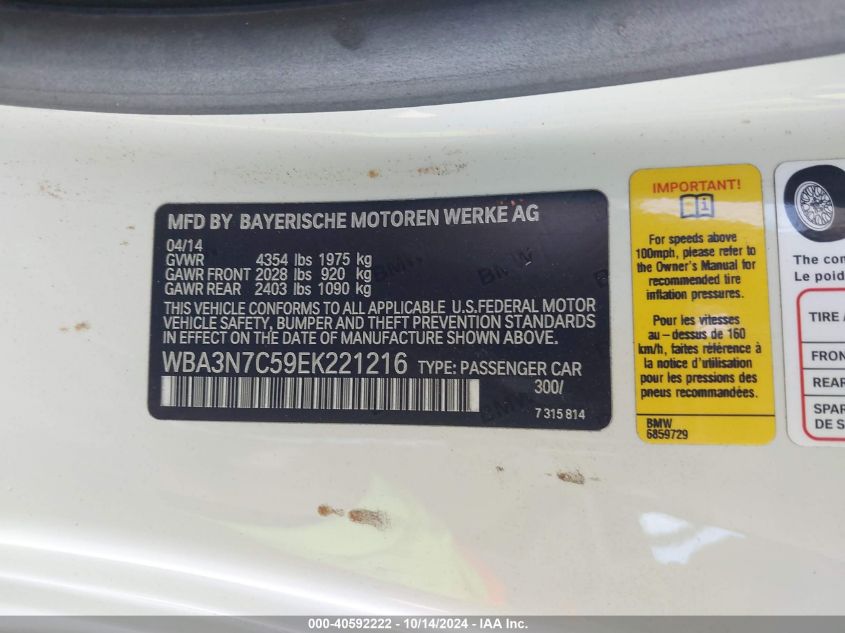 MFD BY BAYERISCHE MOTOREN WERKE AG
04/14
GVWR 4354 lbs 1975 kg
GAWR FRONT 2028 lbs 920 kg
GAWR REAR 2403 lbs 1090 kg
THIS VEHICLE CONFORMS TO ALL APPLICABLE U.S.FEDERAL MOTOR
VEHICLE SAFETY, BUMPER AND THEFT PREVENTION STANDARDS
IN EFFECT ON THE DATE OF MANUFACTURE SHOWN ABOVE.
WBA3N7C59EK221216 TYPE: PASSENGER CAR
300/
7 315 814
IMPORTANT!
For speeds above
100mph, please refer to
the Owner's Manual for
recommended tire
inflation pressures.
Pour les vitesses
au-dessus de 160
km/h, faites référence à
la notice d'utilisation
pour les pressions des
pneus recommandées.
BMW
6859729
The com
Le poid
TIRE /
FRON
REAR
SPAR
DE S
000-40592222 - 10/14/2024 - IAA Inc.